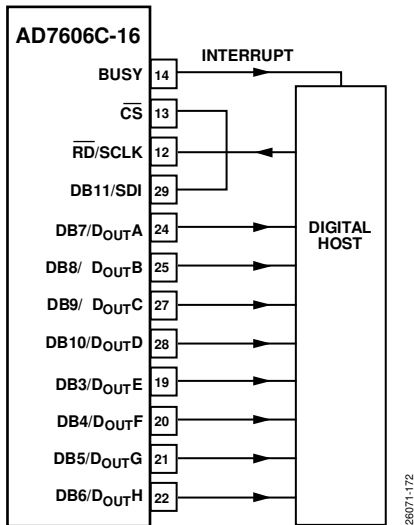 AD7606C-16
INTERRUPT
BUSY 14
CS 13
RD/SCLK 12
DB11/SDI 29
DB7/DOUTA 24
DIGITAL
HOST
DB8/ DOUTB 25
DB9/ DOUTC 27
DB10/DOUTD 28
DB3/DOUTE 19
DB4/DOUTF 20
DB5/DOUTG 21
DB6/DOUTH 22
26071-172